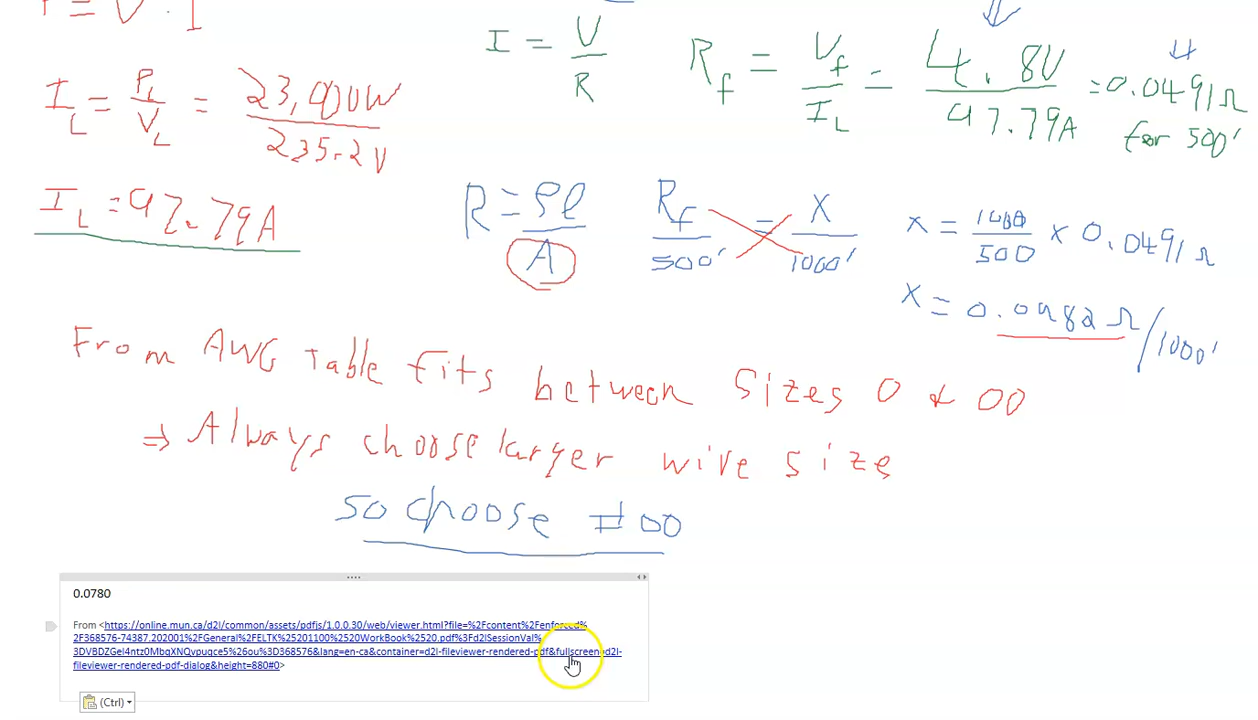 I = V/R
R_f = V_f/I_L = 4.8V/97.79A = 0.0491Ω for 500'
I_L = P_L/V_L = 23,000W/235.2V
I_L = 97.79A
R = ρl/A
R_f/500' = X/1000'
X = 1000/500 x 0.0491Ω
X = 0.0982Ω/1000'
From AWG Table fits between Sizes 0 & 00
⇒ Always choose larger wire size
so choose #00
0.0780
From <https://online.mun.ca/d2l/common/assets/pdfjs/1.0.0.30/web/viewer.html?file=%2Fcontent%2Fenforced%
2F368576-74387.202001%2FGeneral%2FELTK%25201100%2520WorkBook%2520.pdf%3Fd2lSessionVal%
3DVBDZGel4ntz0MbqXNQvpuqce5%26ou%3D368576&lang=en-ca&container=d2l-fileviewer-rendered-pdf&fullscreen=d2l-
fileviewer-rendered-pdf-dialog&height=880#0>
(Ctrl)